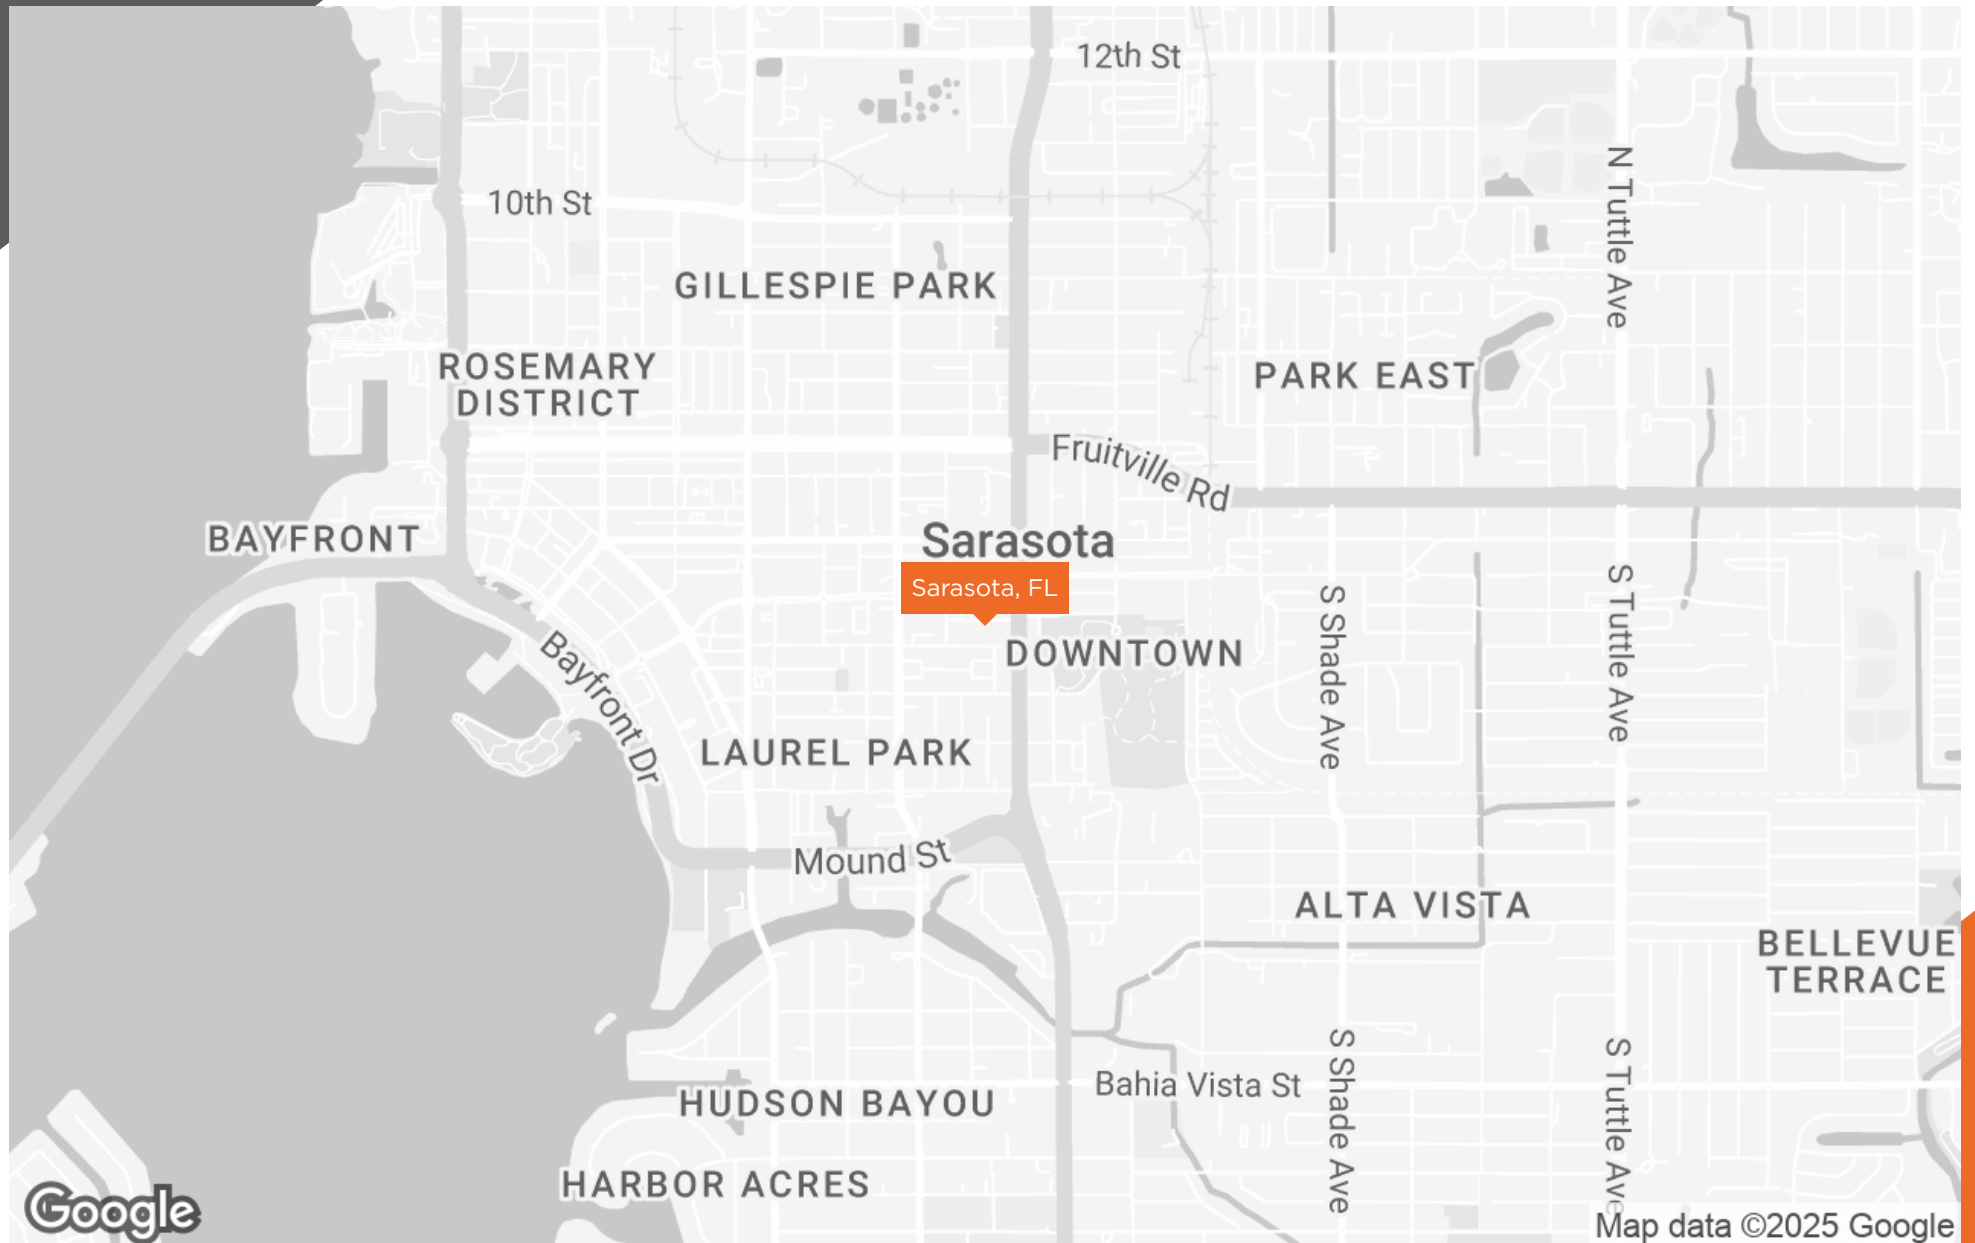 12th St
N Tuttle Ave
10th St
GILLESPIE PARK
ROSEMARY
DISTRICT
PARK EAST
Fruitville Rd
BAYFRONT
Sarasota
Sarasota, FL
S Shade Ave
S Tuttle Ave
DOWNTOWN
Bayfront Dr
LAUREL PARK
Mound St
ALTA VISTA
BELLEVUE
TERRACE
S Shade Ave
S Tuttle Ave
Bahia Vista St
HUDSON BAYOU
HARBOR ACRES
Google
Map data ©2025 Google